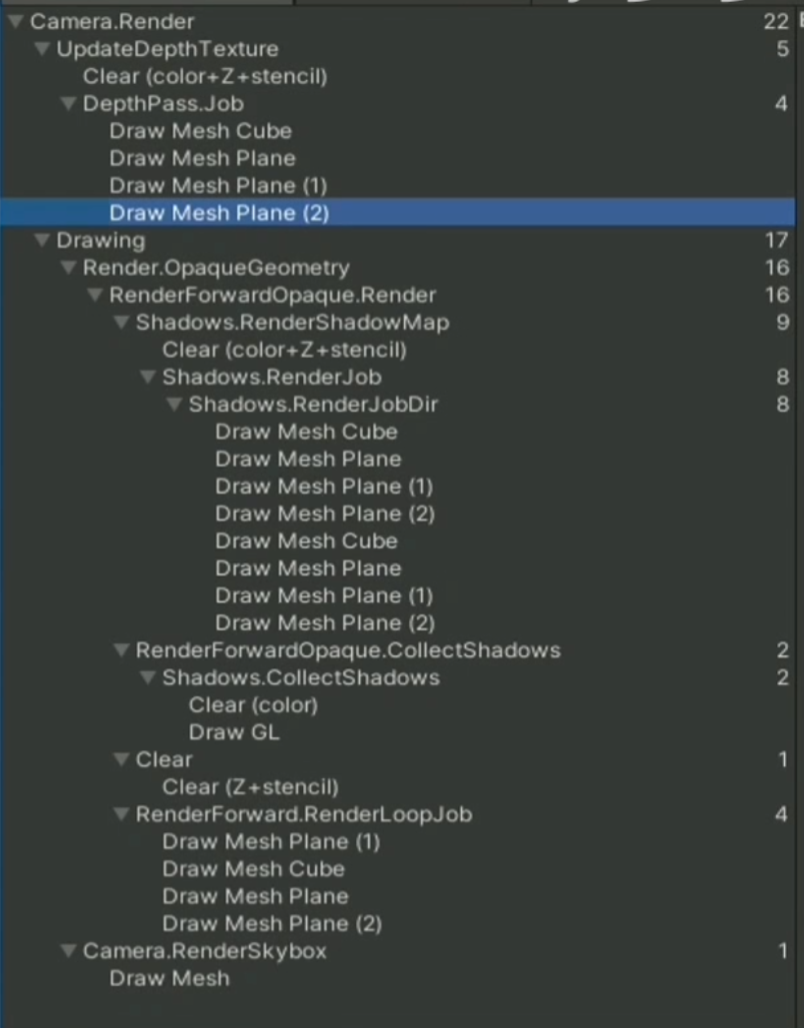 Camera.Render 22
UpdateDepthTexture 5
Clear (color+Z+stencil)
DepthPass.Job 4
Draw Mesh Cube
Draw Mesh Plane
Draw Mesh Plane (1)
Draw Mesh Plane (2)
Drawing 17
Render.OpaqueGeometry 16
RenderForwardOpaque.Render 16
Shadows.RenderShadowMap 9
Clear (color+Z+stencil)
Shadows.RenderJob 8
Shadows.RenderJobDir 8
Draw Mesh Cube
Draw Mesh Plane
Draw Mesh Plane (1)
Draw Mesh Plane (2)
Draw Mesh Cube
Draw Mesh Plane
Draw Mesh Plane (1)
Draw Mesh Plane (2)
RenderForwardOpaque.CollectShadows 2
Shadows.CollectShadows 2
Clear (color)
Draw GL
Clear 1
Clear (Z+stencil)
RenderForward.RenderLoopJob 4
Draw Mesh Plane (1)
Draw Mesh Cube
Draw Mesh Plane
Draw Mesh Plane (2)
Camera.RenderSkybox 1
Draw Mesh